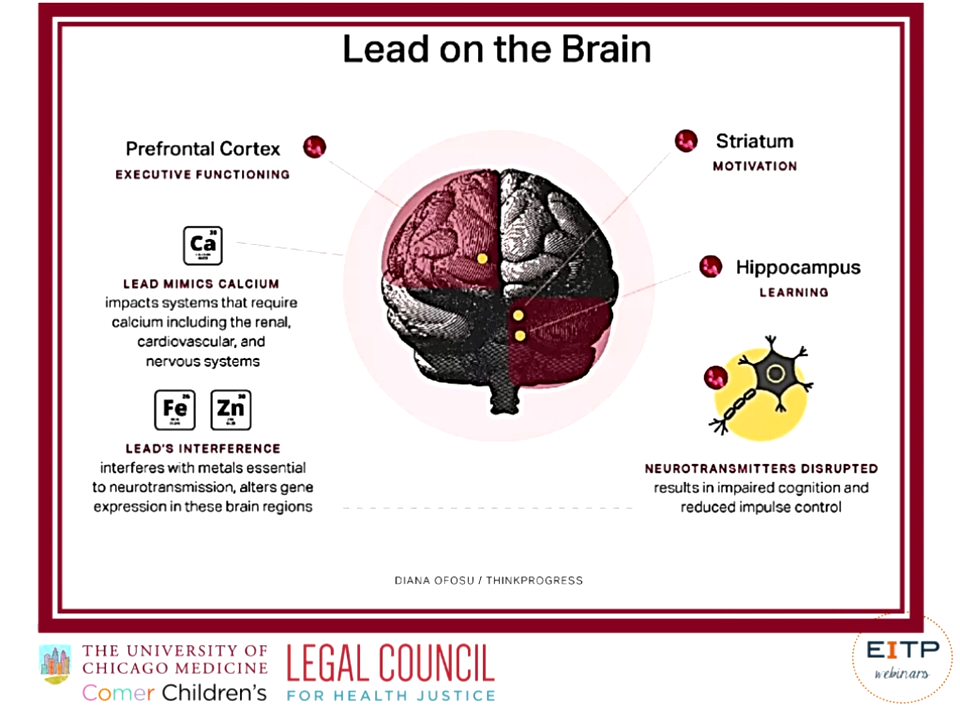 Lead on the Brain
Prefrontal Cortex
EXECUTIVE FUNCTIONING
Ca
LEAD MIMICS CALCIUM
impacts systems that require
calcium including the renal,
cardiovascular, and
nervous systems
Fe Zn
LEAD'S INTERFERENCE
interferes with metals essential
to neurotransmission, alters gene
expression in these brain regions
Striatum
MOTIVATION
Hippocampus
LEARNING
NEUROTRANSMITTERS DISRUPTED
results in impaired cognition and
reduced impulse control
DIANA OFOSU / THINKPROGRESS
THE UNIVERSITY OF
CHICAGO MEDICINE
Comer Children's
LEGAL COUNCIL
FOR HEALTH JUSTICE
EITP
webinars